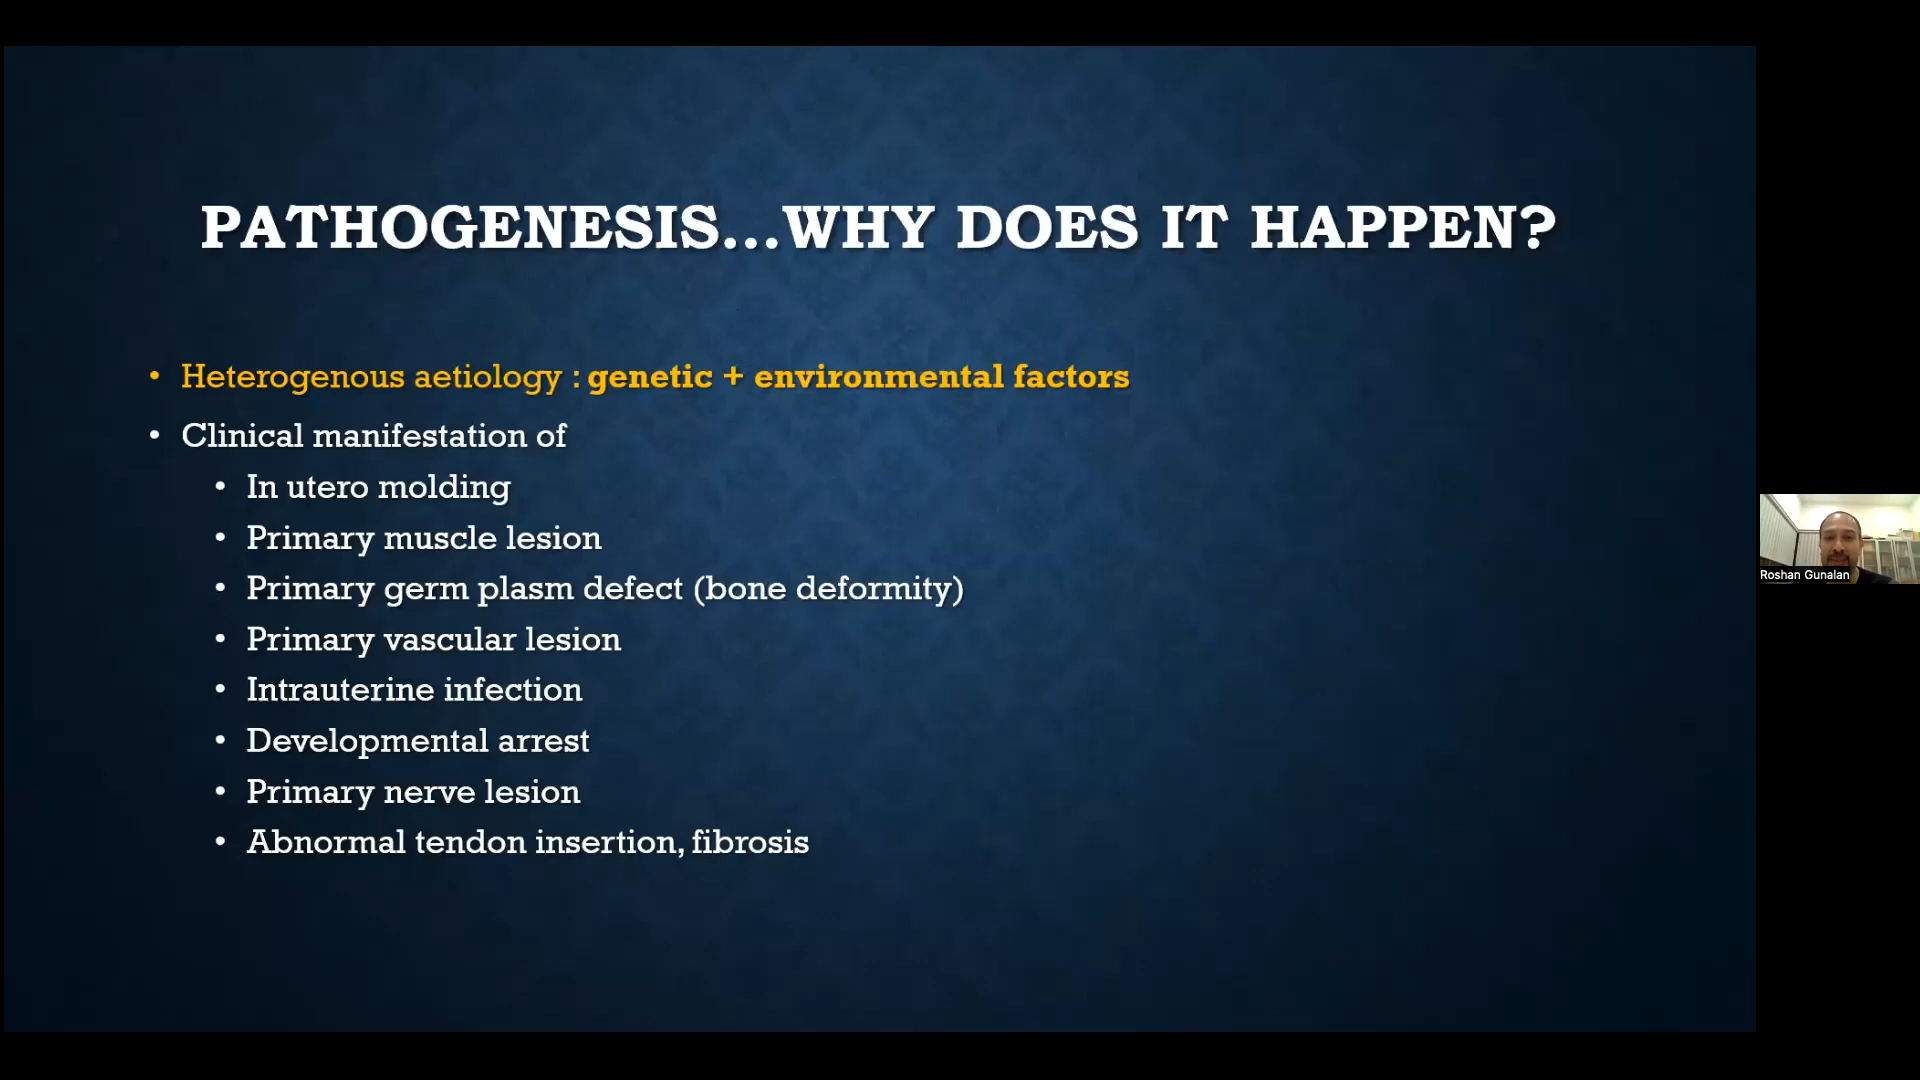 PATHOGENESIS...WHY DOES IT HAPPEN?
• Heterogenous aetiology : genetic + environmental factors
• Clinical manifestation of
• In utero molding
• Primary muscle lesion
• Primary germ plasm defect (bone deformity)
• Primary vascular lesion
• Intrauterine infection
• Developmental arrest
• Primary nerve lesion
• Abnormal tendon insertion, fibrosis
Roshan Gunalan